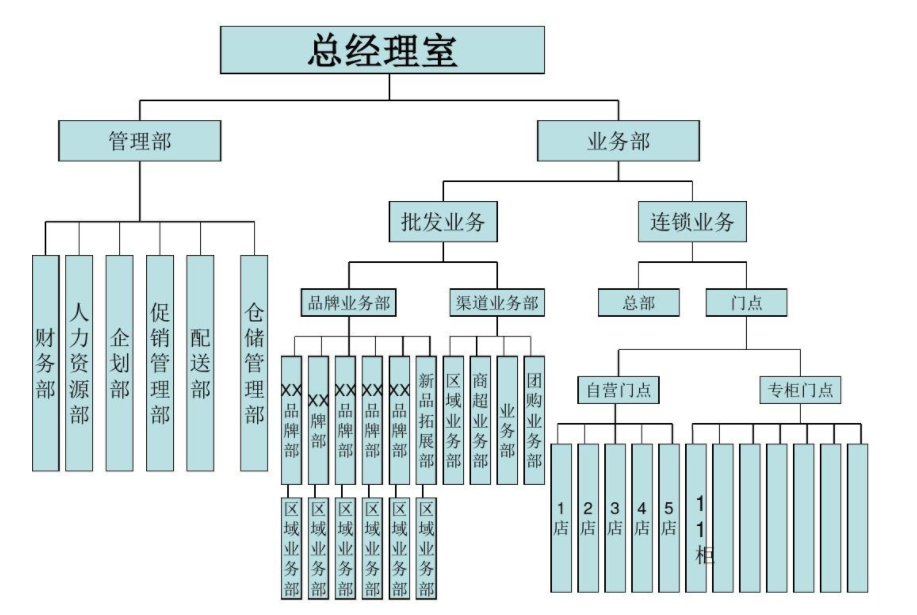 总经理室
管理部
业务部
批发业务
连锁业务
品牌业务部
渠道业务部
总部
门点
财务部
人力资源部
企划部
促销管理部
配送部
仓储管理部
自营门点
专柜门点
XX品牌部
XX牌部
XX品牌部
XX品牌部
XX品牌部
新品拓展部
区域业务部
商超业务部
业务部
团购业务部
1店
2店
3店
4店
5店
11柜
区域业务部
区域业务部
区域业务部
区域业务部
区域业务部
区域业务部